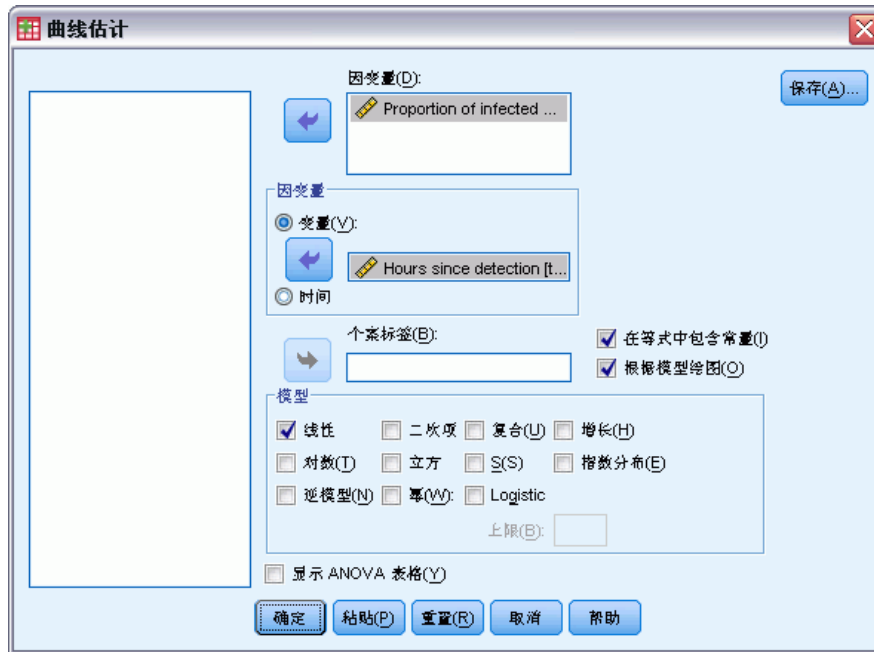 曲线估计
因变量(D):
保存(A)...
Proportion of infected ...
因变量
变量(V):
Hours since detection [t...
时间
个案标签(B):
在等式中包含常量(I)
根据模型绘图(O)
模型
线性 二次项 复合(U) 增长(H)
对数(T) 立方 S(S) 指数分布(E)
逆模型(N) 幂(W): Logistic
上限(B):
显示 ANOVA 表格(Y)
确定 粘贴(P) 重置(R) 取消 帮助